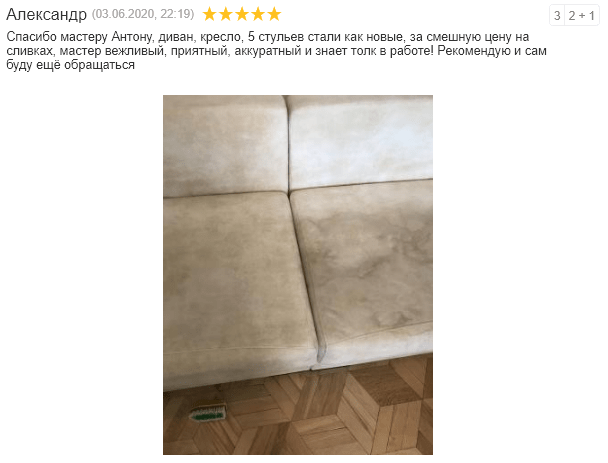 Александр (03.06.2020, 22:19)
3 2 + 1
Спасибо мастеру Антону, диван, кресло, 5 стульев стали как новые, за смешную цену на
сливках, мастер вежливый, приятный, аккуратный и знает толк в работе! Рекомендую и сам
буду ещё обращаться